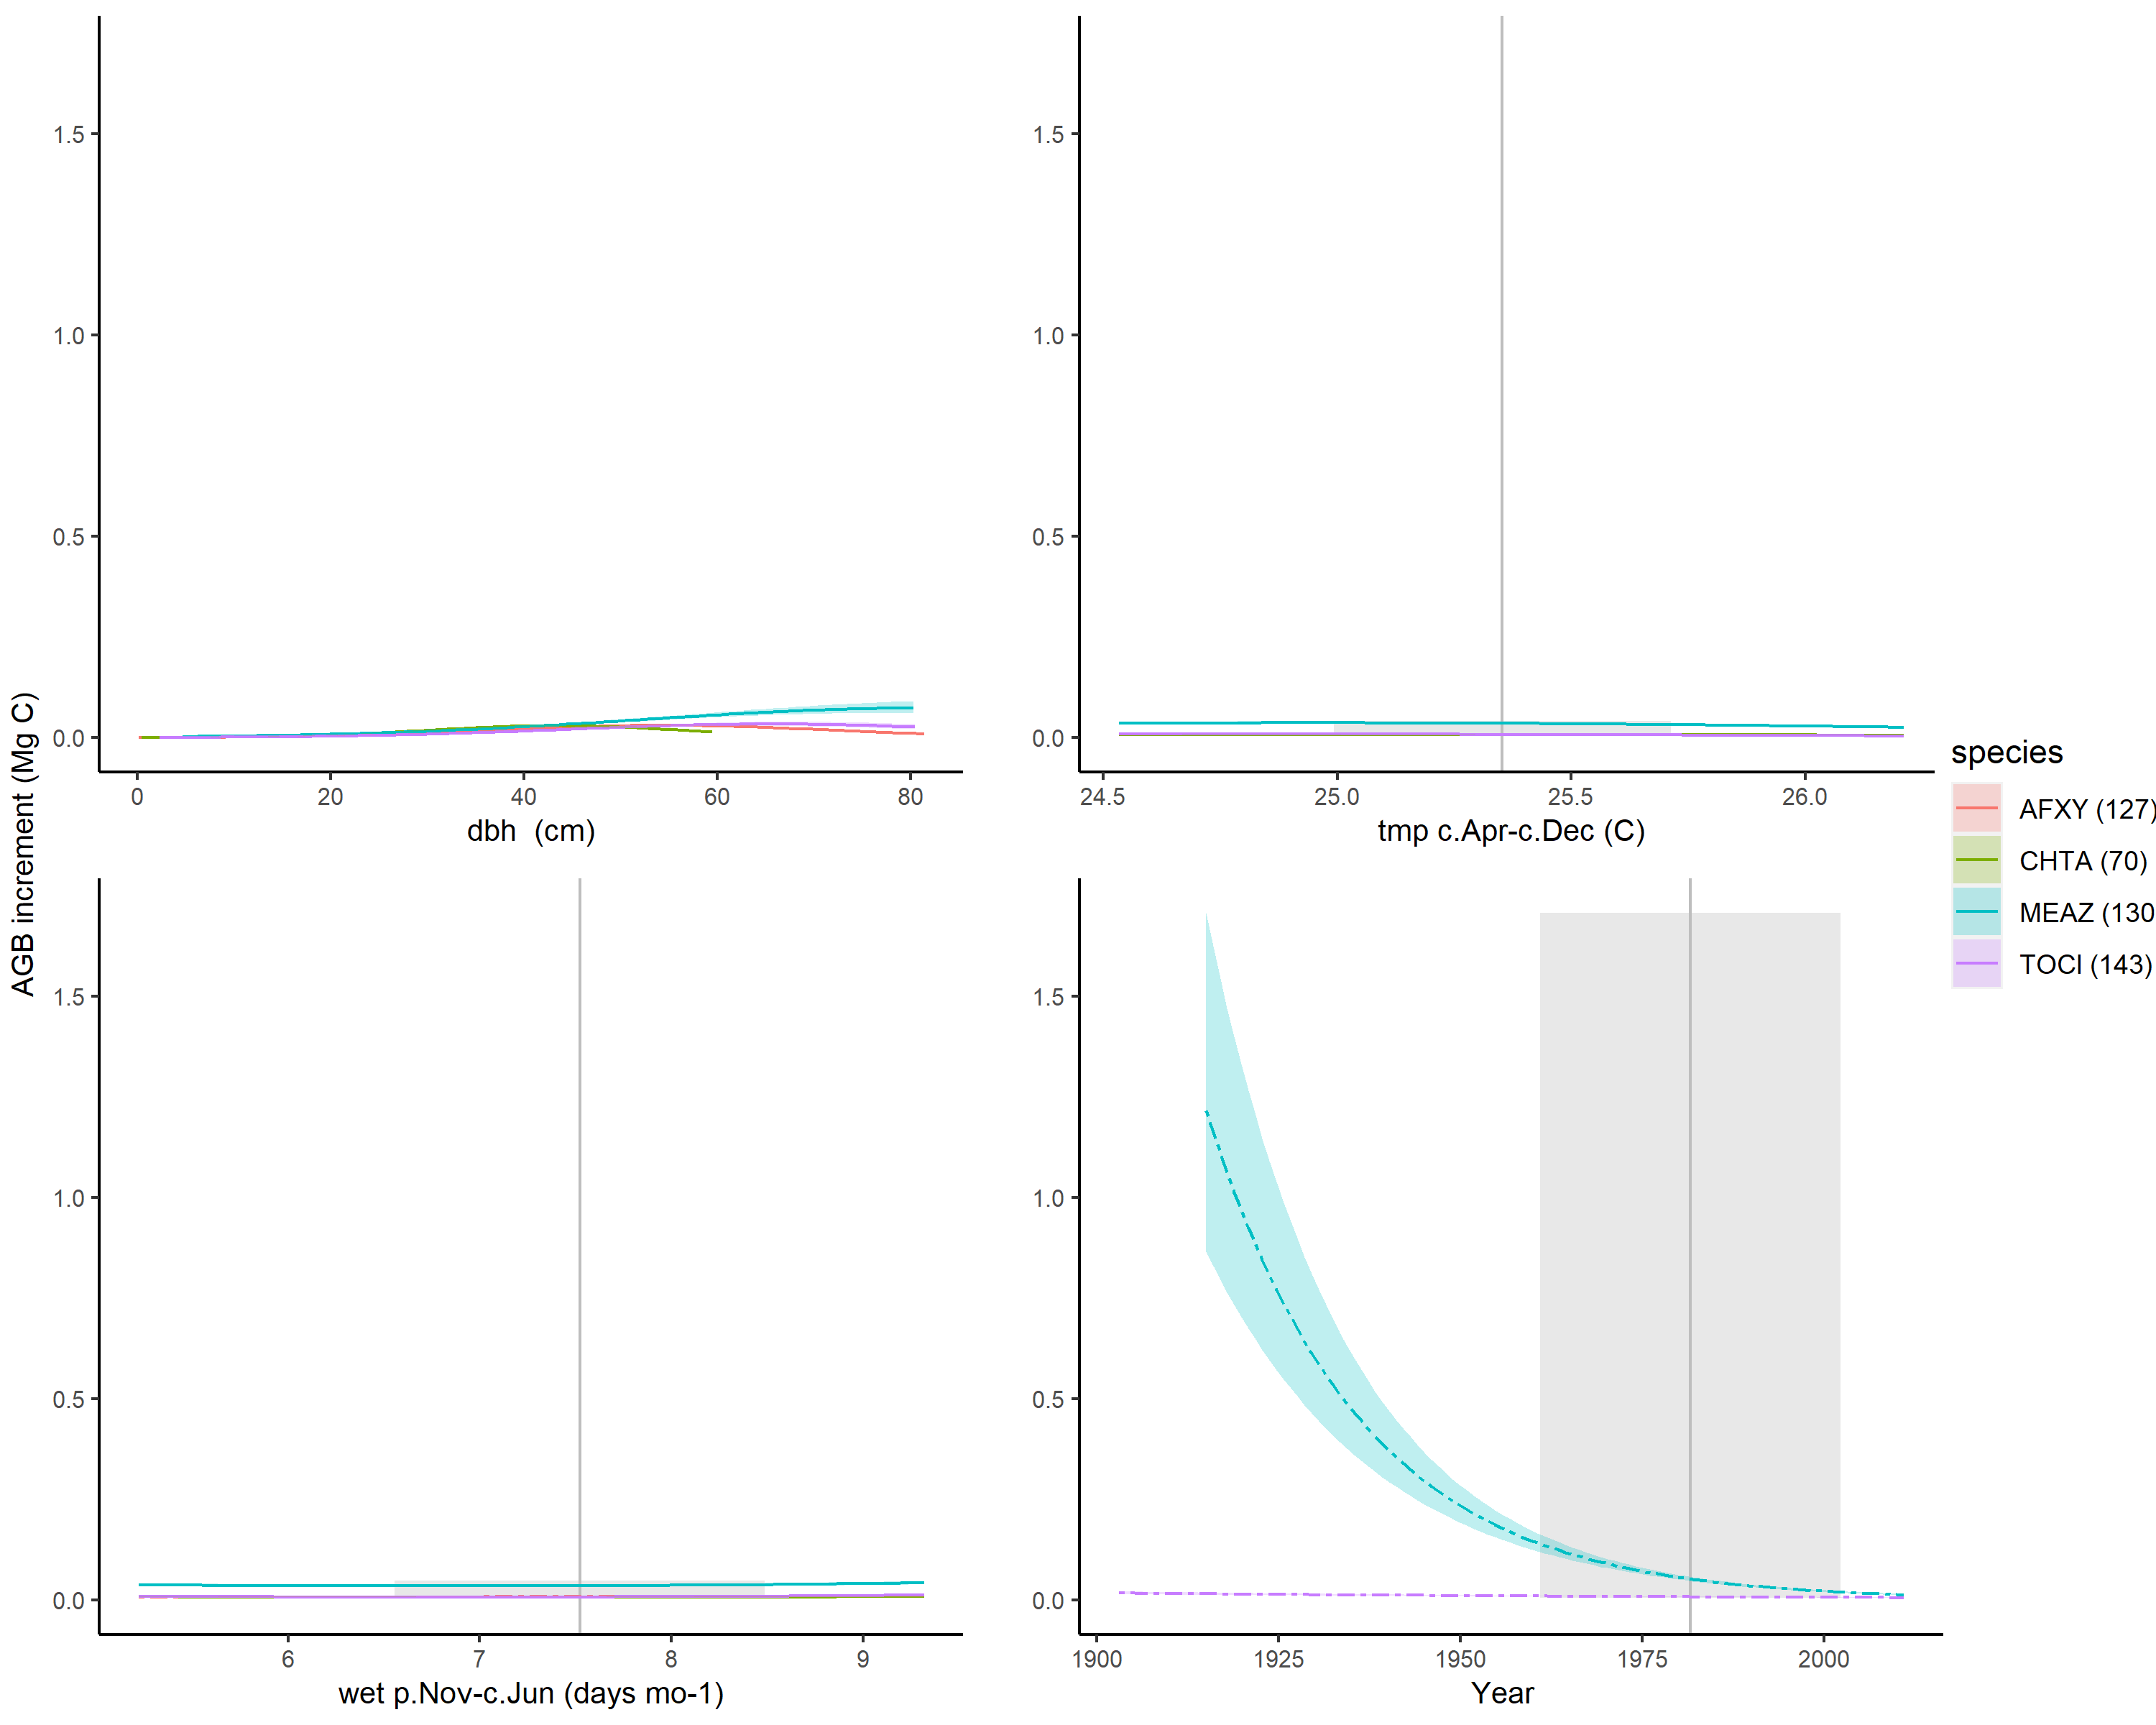 AGB increment (Mg C)
1.5
1.0
0.5
0.0
0 20 40 60 80
dbh (cm)
1.5
1.0
0.5
0.0
24.5 25.0 25.5 26.0
tmp c.Apr-c.Dec (C)
1.5
1.0
0.5
0.0
6 7 8 9
wet p.Nov-c.Jun (days mo-1)
1.5
1.0
0.5
0.0
1900 1925 1950 1975 2000
Year
species
AFXY (127)
CHTA (70)
MEAZ (130
TOCI (143)